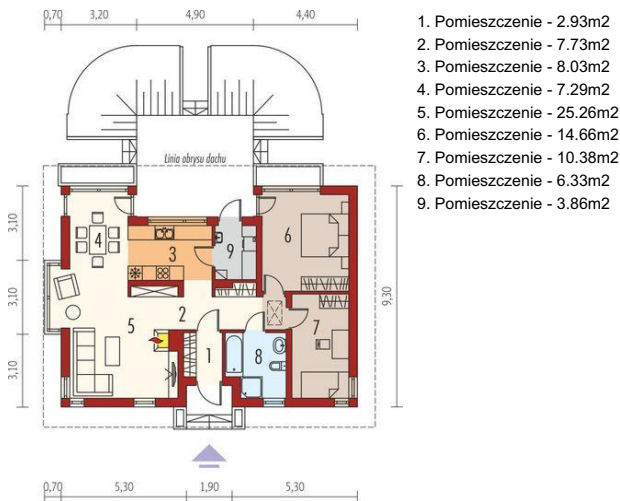 0,70 3,20 4,90 4,40
1. Pomieszczenie - 2.93m2
2. Pomieszczenie - 7.73m2
3. Pomieszczenie - 8.03m2
4. Pomieszczenie - 7.29m2
5. Pomieszczenie - 25.26m2
6. Pomieszczenie - 14.66m2
7. Pomieszczenie - 10.38m2
8. Pomieszczenie - 6.33m2
9. Pomieszczenie - 3.86m2
Linia obrysu dachu
3,10
3,10
3,10
9,30
4
3
9
6
2
5
1
8
7
0,70 5,30 1,90 5,30